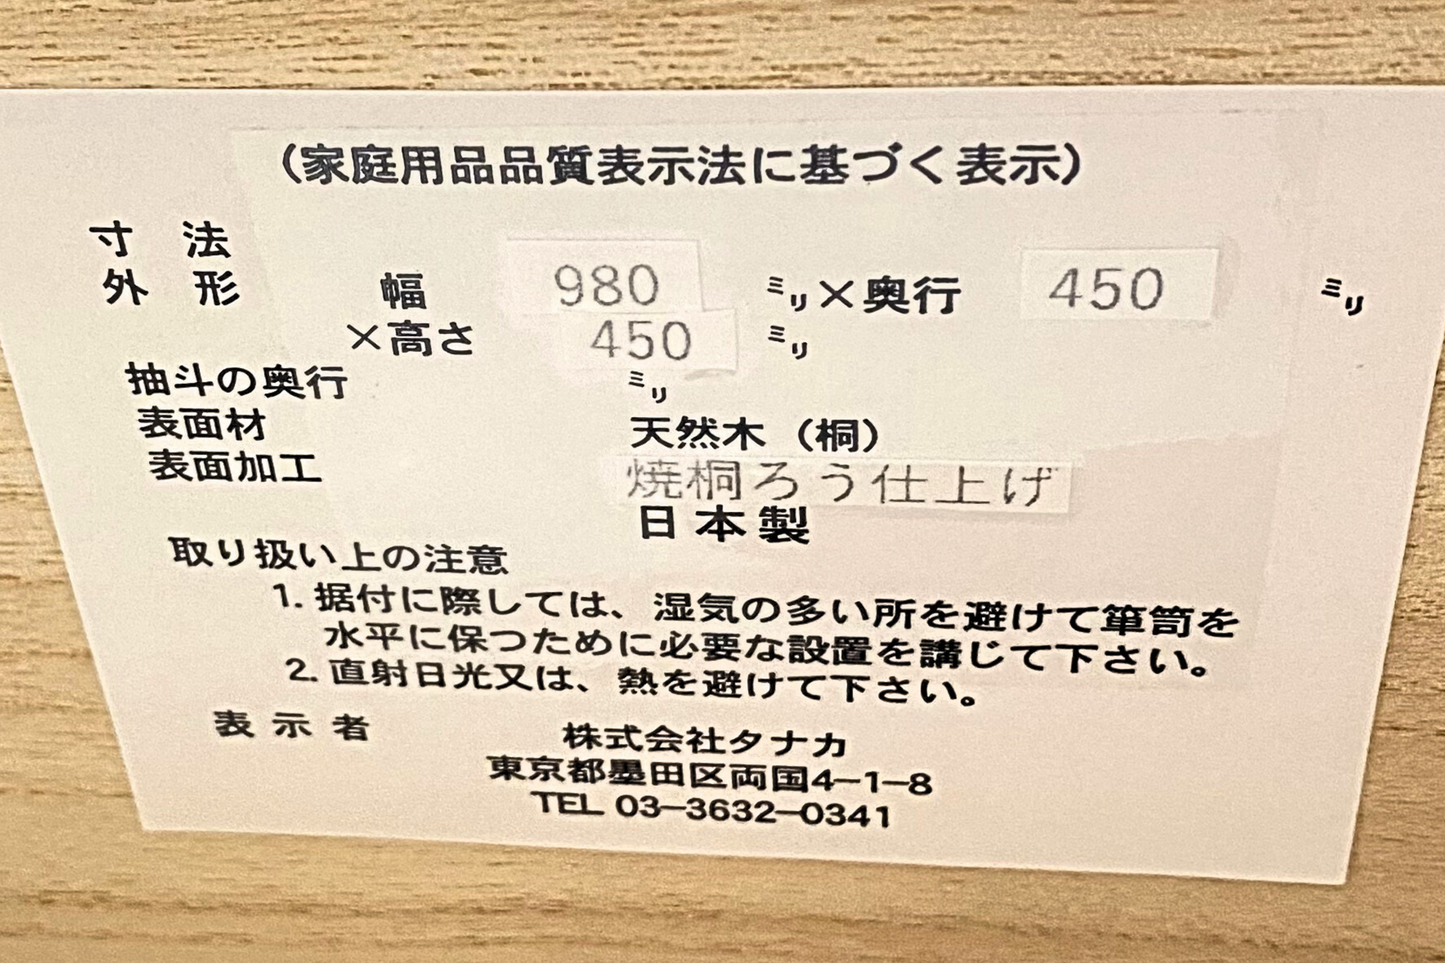 （家庭用品品質表示法に基づく表示）
寸 法
外 形 幅 980 ミリ×奥行 450 ミリ
×高さ 450 ミリ
抽斗の奥行 ミリ
表面材 天然木（桐）
表面加工 焼桐ろう仕上げ
日本製
取り扱い上の注意
1. 据付に際しては、湿気の多い所を避けて箪笥を
水平に保つために必要な設置を講じて下さい。
2. 直射日光又は、熱を避けて下さい。
表 示 者 株式会社タナカ
東京都墨田区両国4−1−8
TEL 03−3632−0341